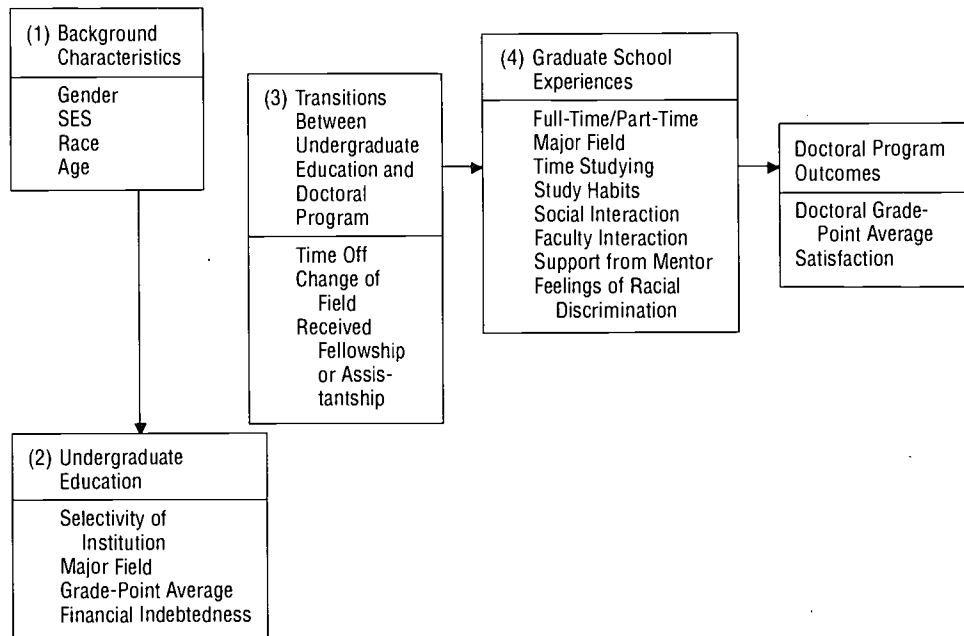 (1) Background
Characteristics
Gender
SES
Race
Age
(2) Undergraduate
Education
Selectivity of
Institution
Major Field
Grade-Point Average
Financial Indebtedness
(3) Transitions
Between
Undergraduate
Education and
Doctoral
Program
Time Off
Change of
Field
Received
Fellowship
or Assis-
tantship
(4) Graduate School
Experiences
Full-Time/Part-Time
Major Field
Time Studying
Study Habits
Social Interaction
Faculty Interaction
Support from Mentor
Feelings of Racial
Discrimination
Doctoral Program
Outcomes
Doctoral Grade-
Point Average
Satisfaction